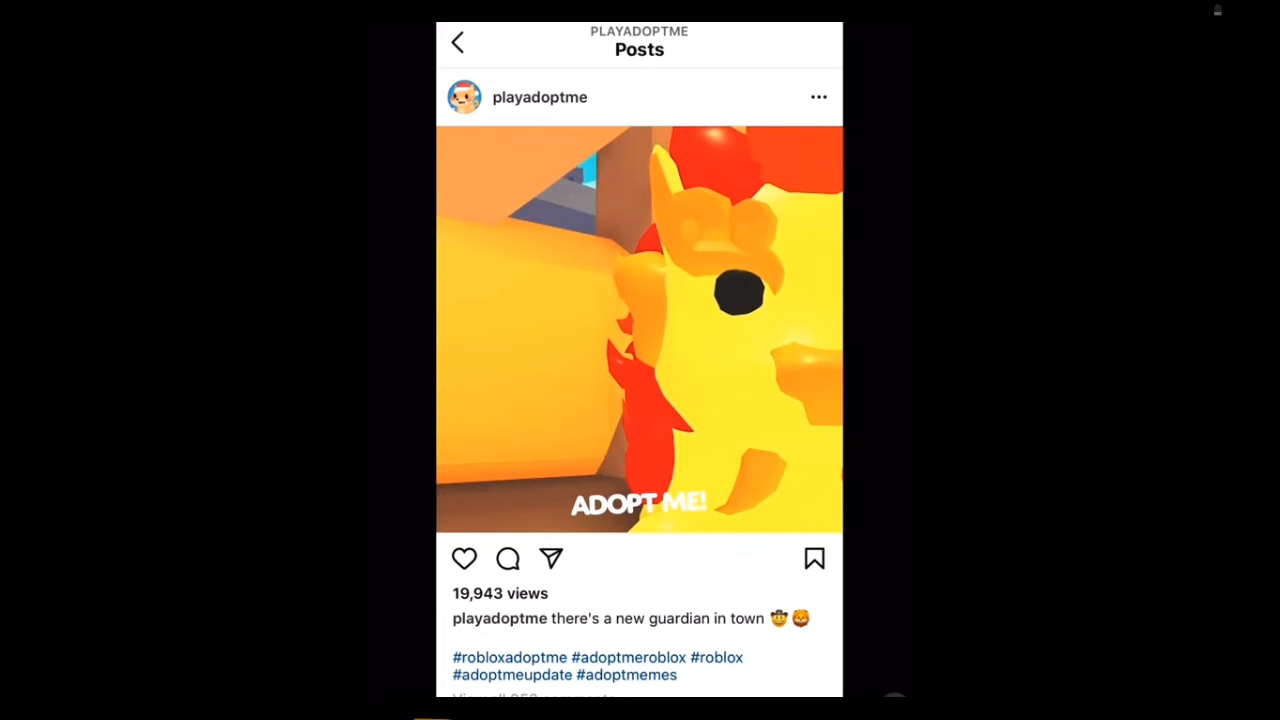 PLAYADOPTME
Posts
playadoptme
ADOPT ME!
19,943 views
playadoptme there's a new guardian in town 🤠🦁
#robloxadoptme #adoptmeroblox #roblox
#adoptmeupdate #adoptmemes